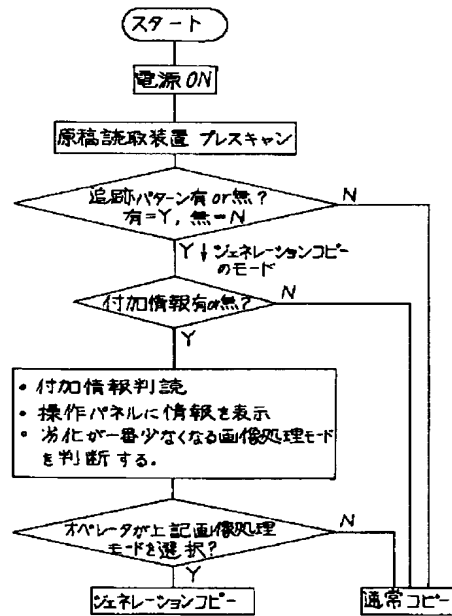 スタート
電源ON
原稿読取装置 プレスキャン
追跡パターン有or無?
有=Y, 無=N
N
Y ↓ ジェネレーションコピー
のモード
付加情報有or無?
N
Y
・付加情報判読
・操作パネルに情報を表示
・劣化が一番少なくなる画像処理モード
を判断する。
オペレータが上記画像処理
モードを選択?
N
Y
ジェネレーションコピー
通常コピー